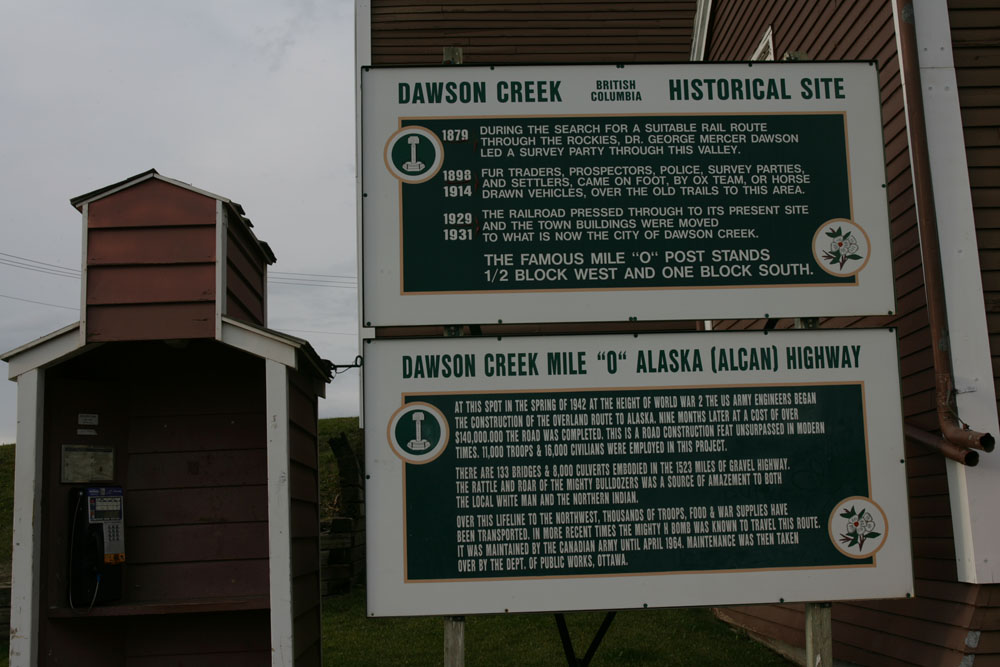 DAWSON CREEK BRITISH COLUMBIA HISTORICAL SITE
1879 DURING THE SEARCH FOR A SUITABLE RAIL ROUTE
THROUGH THE ROCKIES, DR. GEORGE MERCER DAWSON
LED A SURVEY PARTY THROUGH THIS VALLEY.
1898 FUR TRADERS, PROSPECTORS, POLICE, SURVEY PARTIES,
1914 AND SETTLERS, CAME ON FOOT, BY OX TEAM, OR HORSE
DRAWN VEHICLES, OVER THE OLD TRAILS TO THIS AREA.
1929 THE RAILROAD PRESSED THROUGH TO ITS PRESENT SITE
1931 AND THE TOWN BUILDINGS WERE MOVED
TO WHAT IS NOW THE CITY OF DAWSON CREEK.
THE FAMOUS MILE "O" POST STANDS
1/2 BLOCK WEST AND ONE BLOCK SOUTH.
DAWSON CREEK MILE "O" ALASKA (ALCAN) HIGHWAY
AT THIS SPOT IN THE SPRING OF 1942 AT THE HEIGHT OF WORLD WAR 2 THE US ARMY ENGINEERS BEGAN
THE CONSTRUCTION OF THE OVERLAND ROUTE TO ALASKA. NINE MONTHS LATER AT A COST OF OVER
$140,000.000 THE ROAD WAS COMPLETED. THIS IS A ROAD CONSTRUCTION FEAT UNSURPASSED IN MODERN
TIMES. 11,000 TROOPS & 16,000 CIVILIANS WERE EMPLOYED IN THIS PROJECT.
THERE ARE 133 BRIDGES & 8,000 CULVERTS EMBODIED IN THE 1523 MILES OF GRAVEL HIGHWAY.
THE RATTLE AND ROAR OF THE MIGHTY BULLDOZERS WAS A SOURCE OF AMAZEMENT TO BOTH
THE LOCAL WHITE MAN AND THE NORTHERN INDIAN.
OVER THIS LIFELINE TO THE NORTHWEST, THOUSANDS OF TROOPS, FOOD & WAR SUPPLIES HAVE
BEEN TRANSPORTED. IN MORE RECENT TIMES THE MIGHTY H BOMB WAS KNOWN TO TRAVEL THIS ROUTE.
IT WAS MAINTAINED BY THE CANADIAN ARMY UNTIL APRIL 1964. MAINTENANCE WAS THEN TAKEN
OVER BY THE DEPT. OF PUBLIC WORKS, OTTAWA.